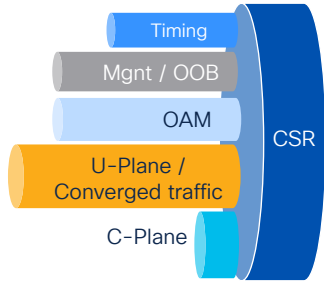 Timing
Mgnt / OOB
OAM
CSR
U-Plane /
Converged traffic
C-Plane